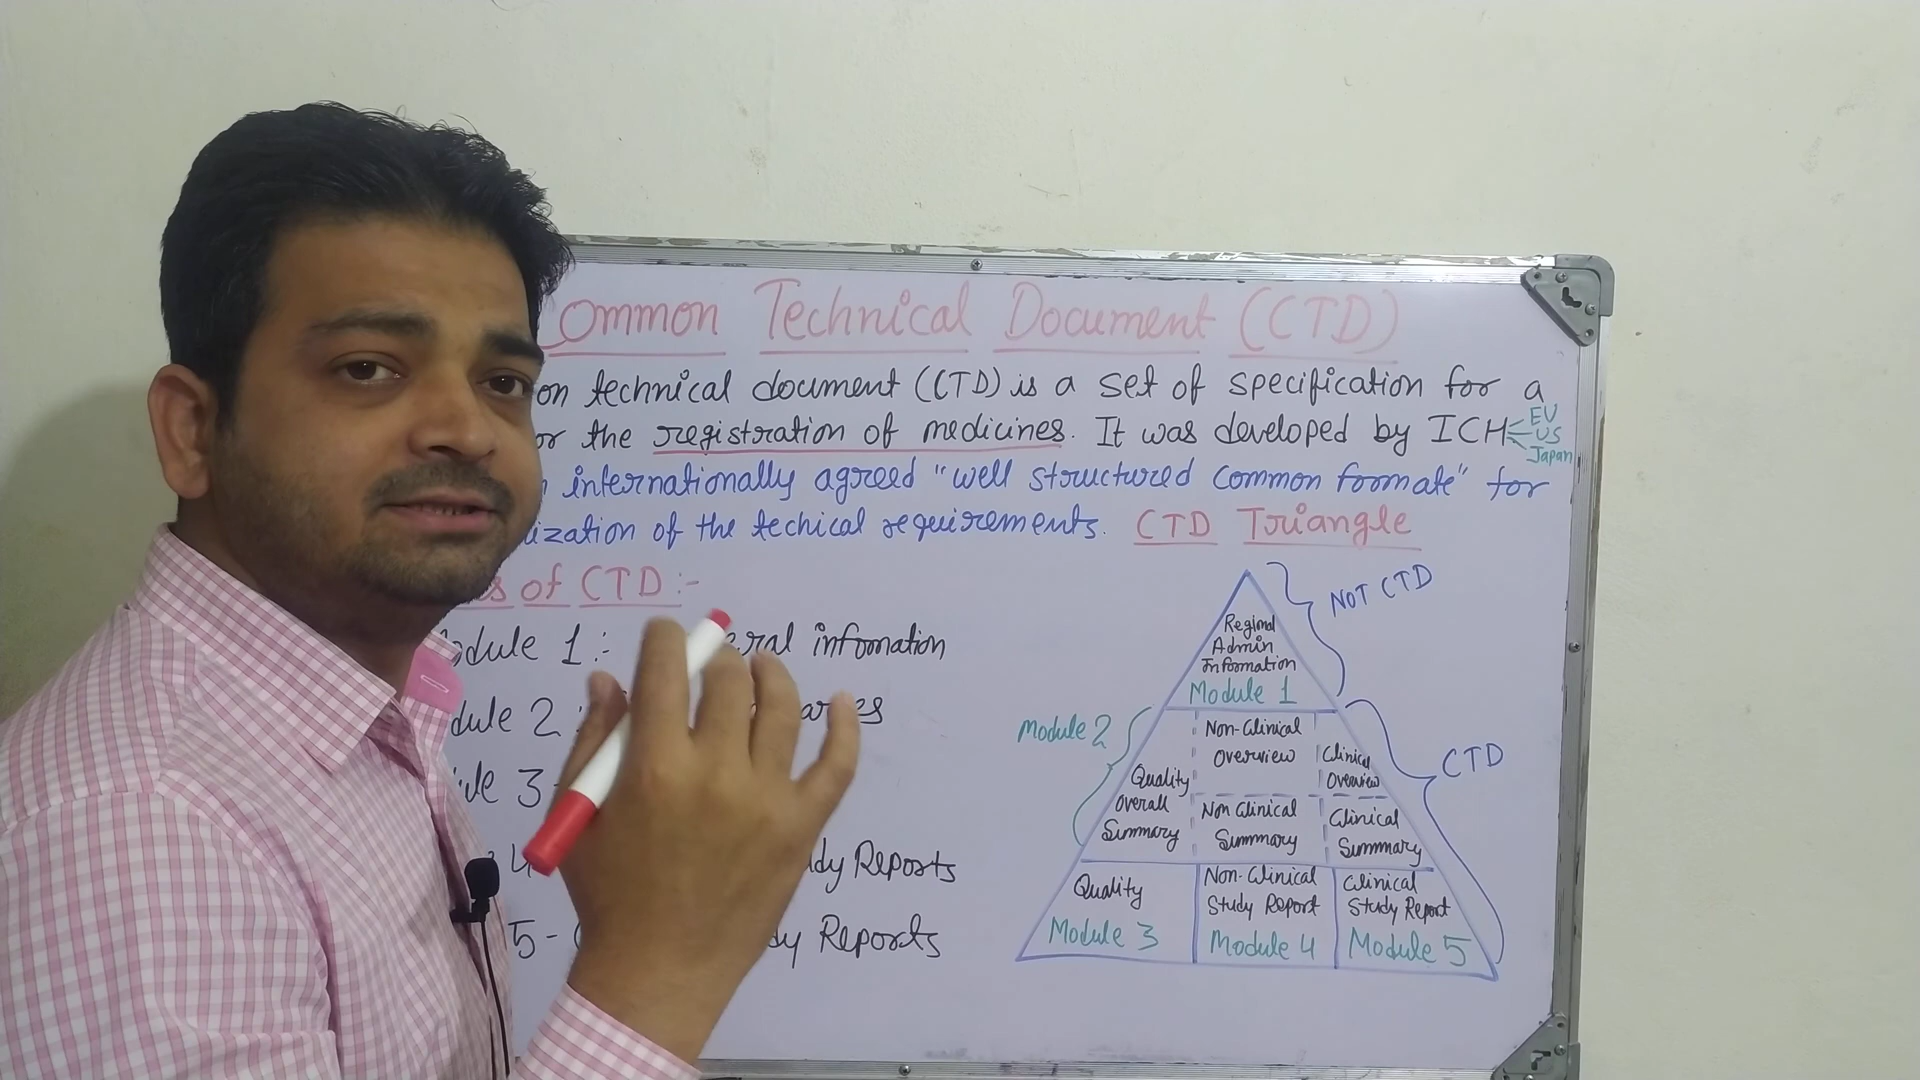 ommon Technical Document (CTD)
on technical document (CTD) is a set of specification for a
or the registration of medicines. It was developed by ICH
EU
US
Japan
internationally agreed "well structured common formate" for
ization of the techical requirements.
s of CTD :-
odule 1:- eral information
dule 2 : aries
ule 3-
4 dy Reports
5- dy Reports
CTD Triangle
NOT CTD
Regional
Admin
Information
Module 1
Module 2
CTD
Quality
Overall
Summary
Non-Clinical
Overview
Clinical
Overview
Non Clinical
Summary
Clinical
Summary
Quality
Module 3
Non-Clinical
Study Report
Module 4
Clinical
Study Report
Module 5